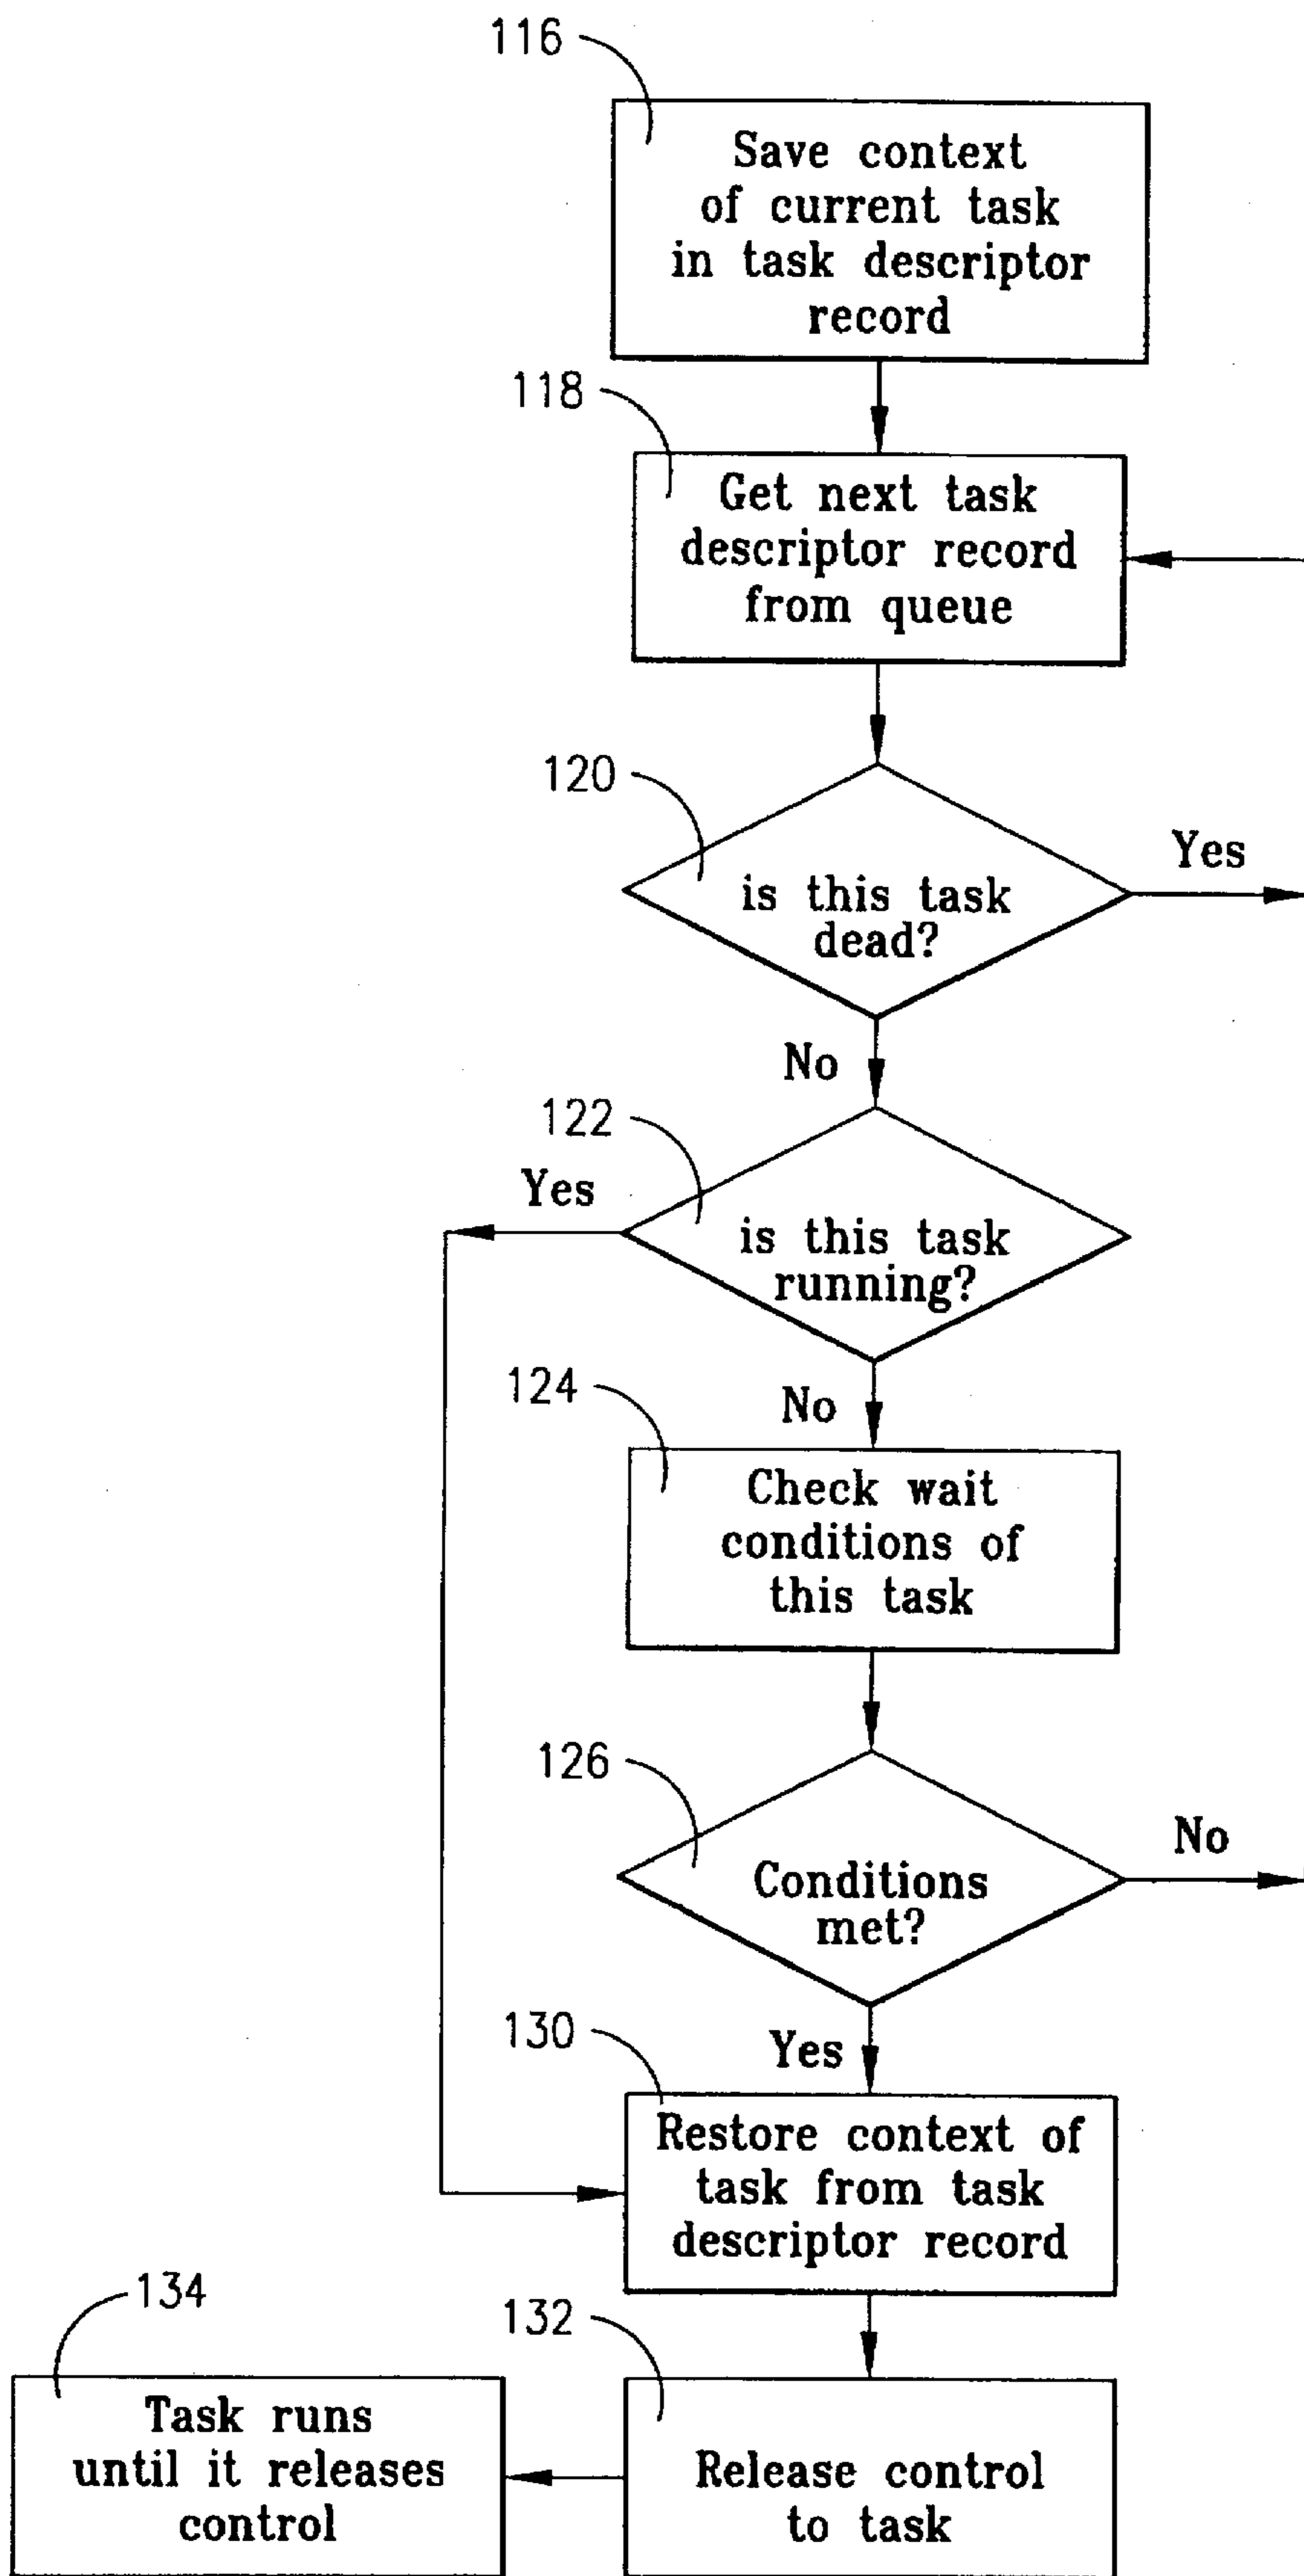 116
Save context
of current task
in task descriptor
record
118
Get next task
descriptor record
from queue
120
is this task
dead?
Yes
No
122
Yes
is this task
running?
124
No
Check wait
conditions of
this task
126
Conditions
met?
No
130
Yes
Restore context of
task from task
descriptor record
134
132
Task runs
until it releases
control
Release control
to task